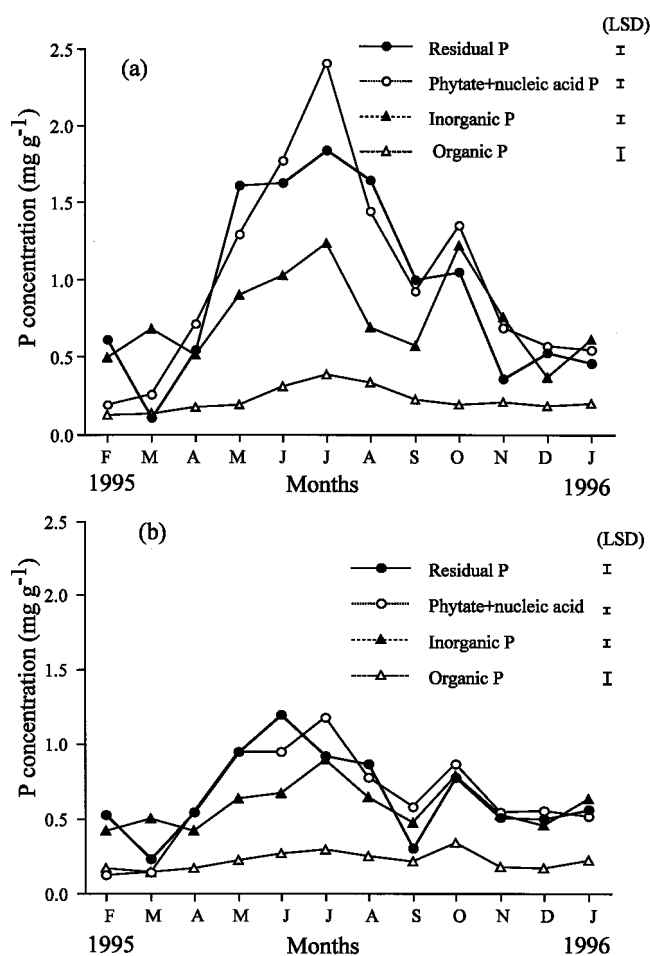 (LSD)
2.5
(a)
Residual P
Phytate+nucleic acid P
2.0
Inorganic P
Organic P
1.5
P concentration (mg g⁻¹)
1.0
0.5
0.0
F M A M J J A S O N D J
1995 Months 1996
2.5
(b)
(LSD)
Residual P
2.0
Phytate+nucleic acid
Inorganic P
Organic P
1.5
P concentration (mg g⁻¹)
1.0
0.5
0.0
F M A M J J A S O N D J
1995 Months 1996